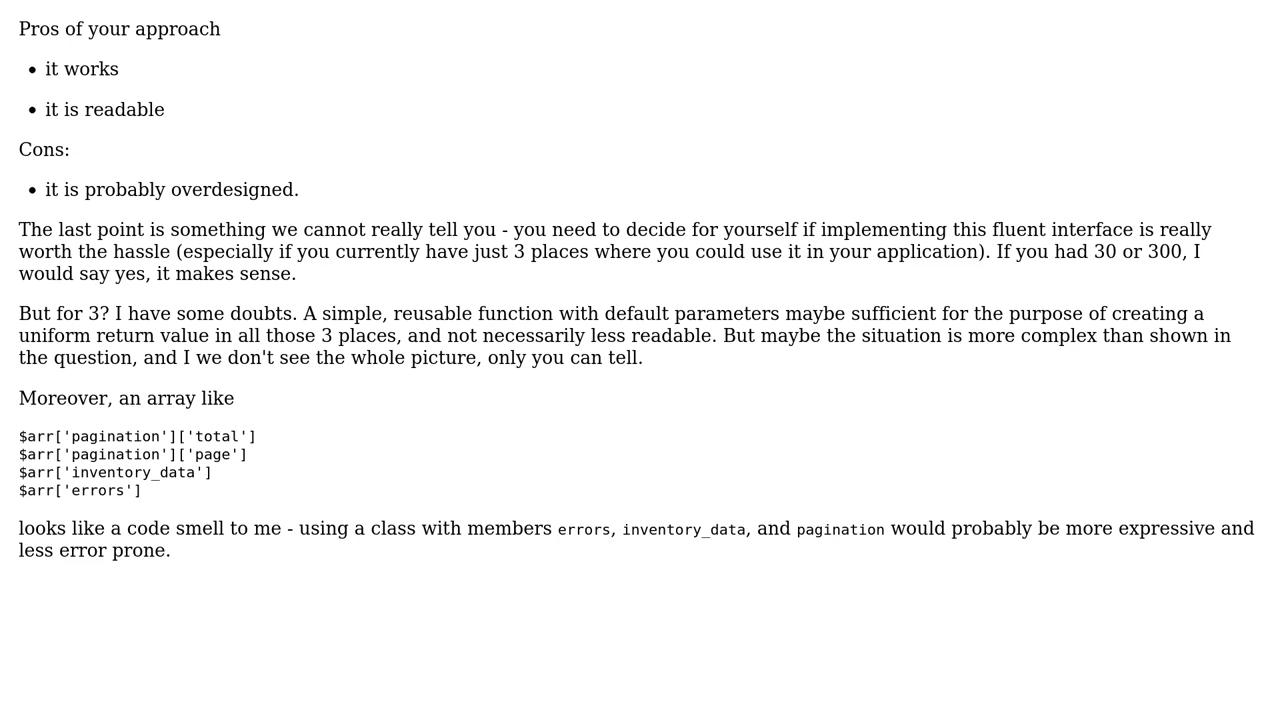 Pros of your approach
• it works
• it is readable
Cons:
• it is probably overdesigned.
The last point is something we cannot really tell you - you need to decide for yourself if implementing this fluent interface is really
worth the hassle (especially if you currently have just 3 places where you could use it in your application). If you had 30 or 300, I
would say yes, it makes sense.
But for 3? I have some doubts. A simple, reusable function with default parameters maybe sufficient for the purpose of creating a
uniform return value in all those 3 places, and not necessarily less readable. But maybe the situation is more complex than shown in
the question, and I we don't see the whole picture, only you can tell.
Moreover, an array like
$arr['pagination']['total']
$arr['pagination']['page']
$arr['inventory_data']
$arr['errors']
looks like a code smell to me - using a class with members errors, inventory_data, and pagination would probably be more expressive and
less error prone.